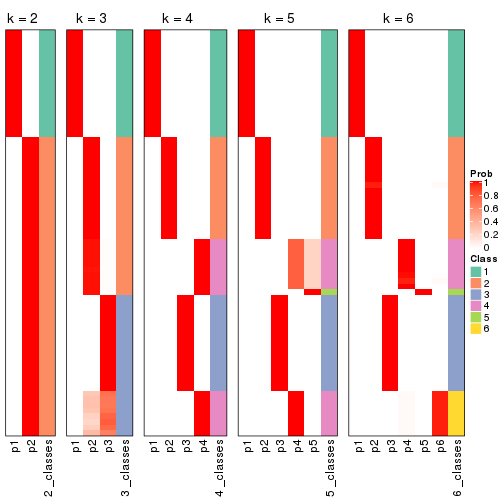 k = 2
k = 3
k = 4
k = 5
k = 6
Prob
1
0.8
0.6
0.4
0.2
0
Class
1
2
3
4
5
6
p1
p2
2_classes
p1
p2
p3
3_classes
p1
p2
p3
p4
4_classes
p1
p2
p3
p4
p5
5_classes
p1
p2
p3
p4
p5
p6
6_classes